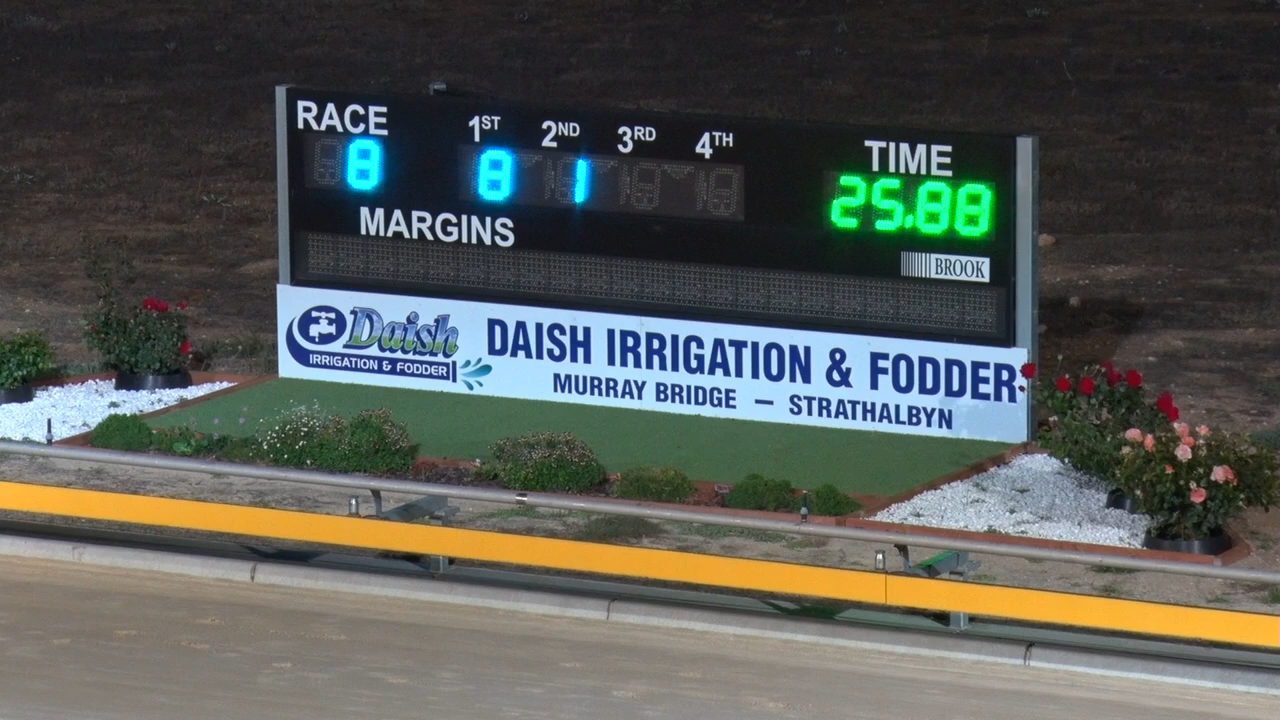 RACE 1ST 2ND 3RD 4TH TIME
8 8 1 25.88
MARGINS
BROOK
Daish
IRRIGATION & FODDER
DAISH IRRIGATION & FODDER
MURRAY BRIDGE – STRATHALBYN